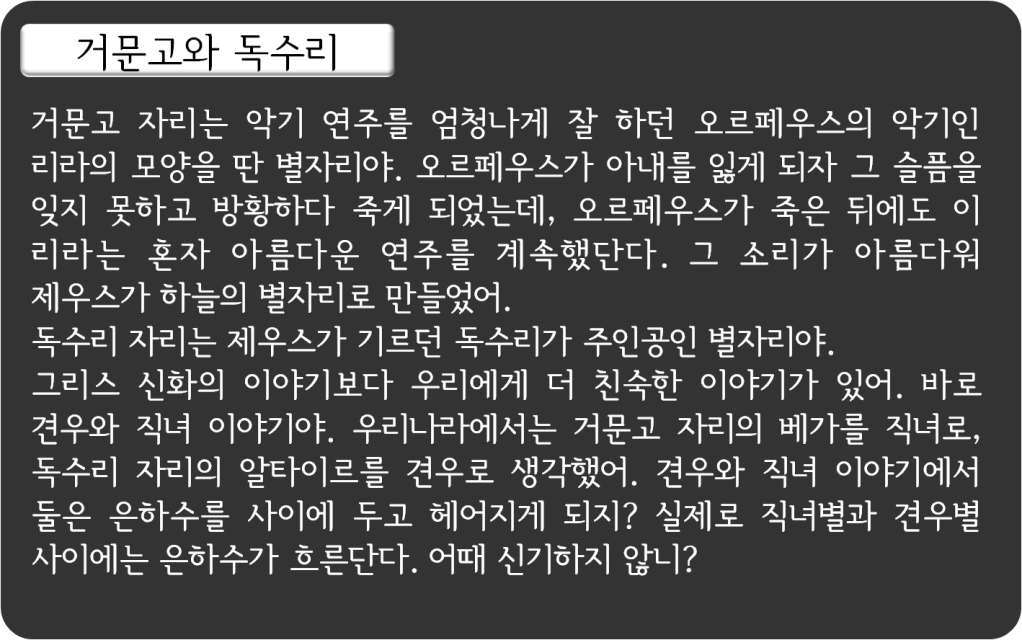 거문고와 독수리
거문고 자리는 악기 연주를 엄청나게 잘 하던 오르페우스의 악기인
리라의 모양을 딴 별자리야. 오르페우스가 아내를 잃게 되자 그 슬픔을
잊지 못하고 방황하다 죽게 되었는데, 오르페우스가 죽은 뒤에도 이
리라는 혼자 아름다운 연주를 계속했단다. 그 소리가 아름다워
제우스가 하늘의 별자리로 만들었어.
독수리 자리는 제우스가 기르던 독수리가 주인공인 별자리야.
그리스 신화의 이야기보다 우리에게 더 친숙한 이야기가 있어. 바로
견우와 직녀 이야기야. 우리나라에서는 거문고 자리의 베가를 직녀로,
독수리 자리의 알타이르를 견우로 생각했어. 견우와 직녀 이야기에서
둘은 은하수를 사이에 두고 헤어지게 되지? 실제로 직녀별과 견우별
사이에는 은하수가 흐른단다. 어때 신기하지 않니?